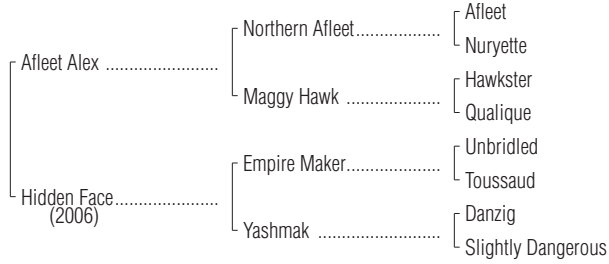 Afleet
Northern Afleet....................
Nuryette
Afleet Alex .......................
Hawkster
Maggy Hawk ...................
Qualique
Unbridled
Empire Maker...................
Toussaud
Hidden Face.....................
(2006)
Danzig
Yashmak .........................
Slightly Dangerous